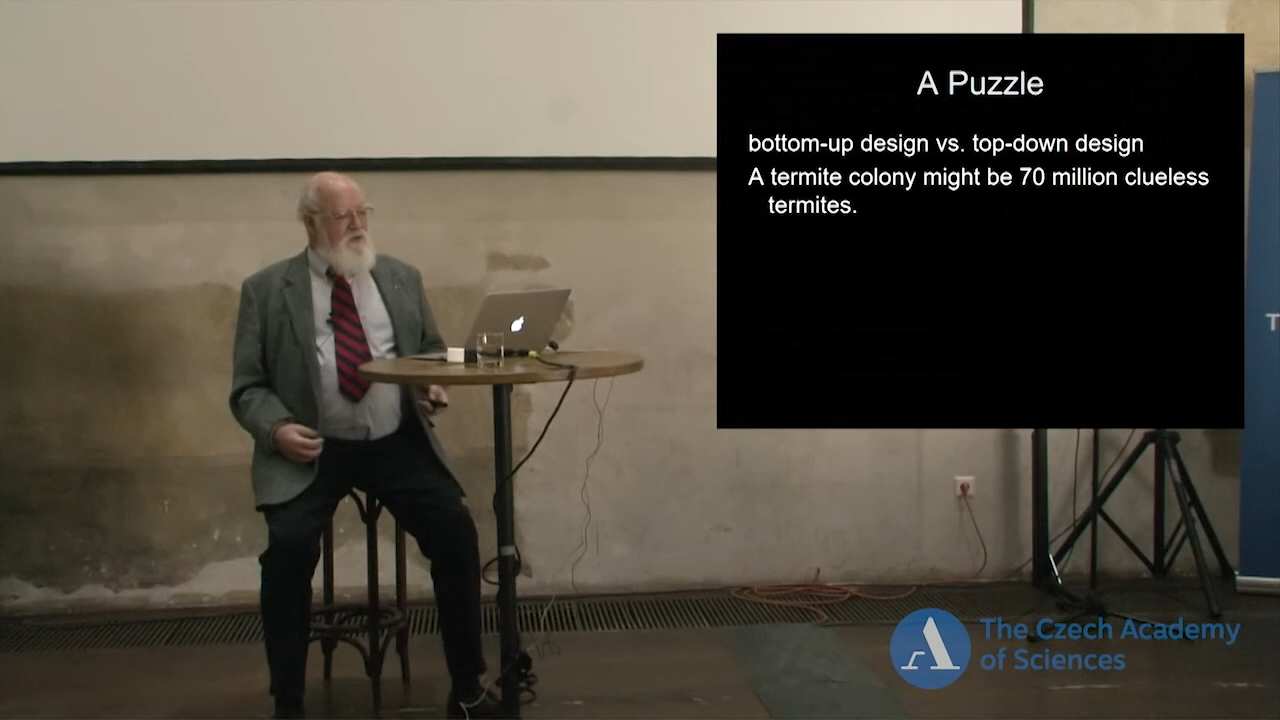 A Puzzle
bottom-up design vs. top-down design
A termite colony might be 70 million clueless
termites.
T
The Czech Academy
of Sciences